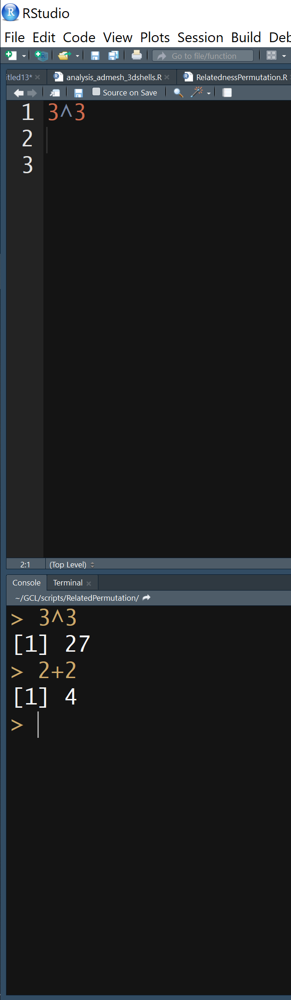 RStudio
File Edit Code View Plots Session Build Deb
Go to file/function
itled13* analysis_admesh_3dshells.R RelatednessPermutation.R
Source on Save
1 3^3
2
3
2:1 (Top Level)
Console Terminal
~/GCL/scripts/RelatedPermutation/
> 3^3
[1] 27
> 2+2
[1] 4
>